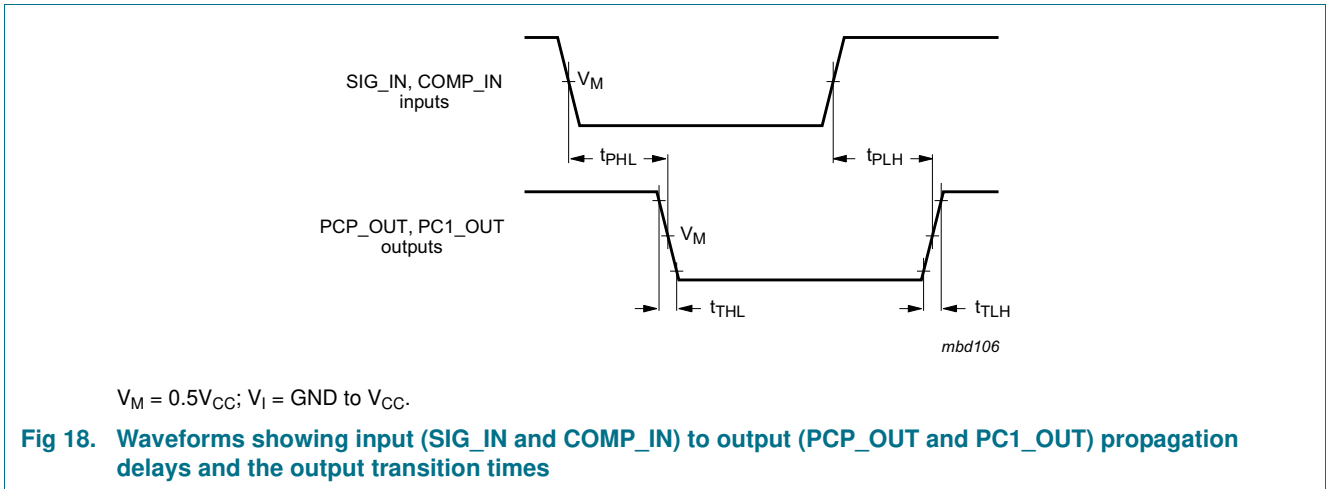 SIG_IN, COMP_IN
inputs
VM
tPHL
tPLH
PCP_OUT, PC1_OUT
outputs
VM
tTHL
tTLH
mbd106
VM = 0.5VCC; VI = GND to VCC.
Fig 18. Waveforms showing input (SIG_IN and COMP_IN) to output (PCP_OUT and PC1_OUT) propagation
delays and the output transition times